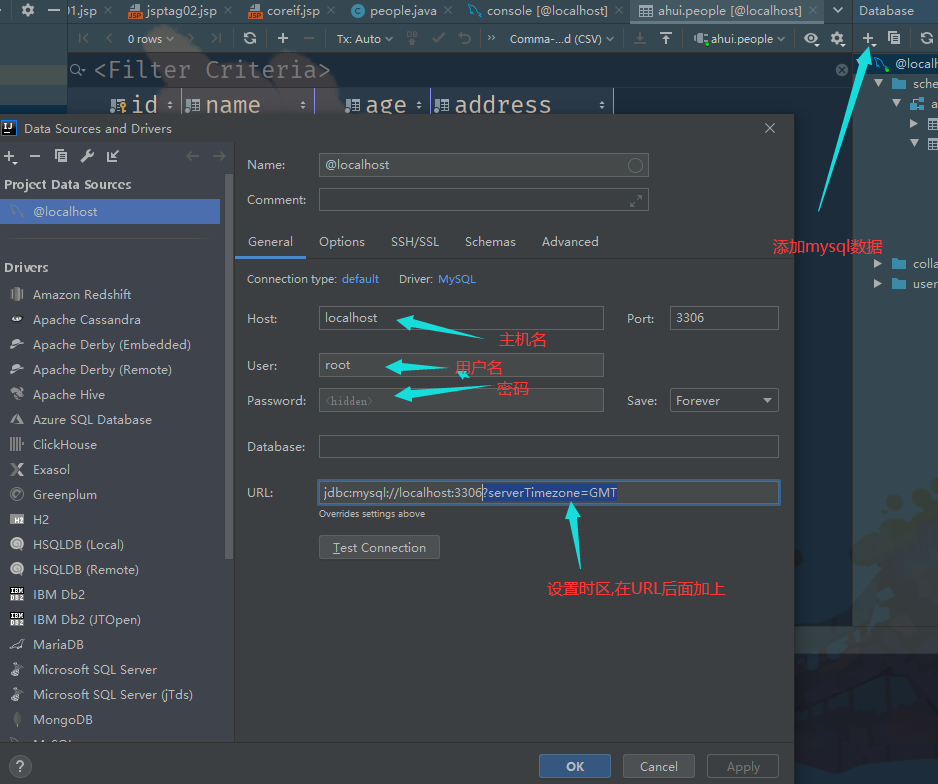 01.jsp
jsptag02.jsp
coreif.jsp
people.java
console [@localhost]
ahui.people [@localhost]
Database
0 rows
Tx: Auto
DB
Comma-...d (CSV)
ahui.people
<Filter Criteria>
@local
sche
id
name
age
address
a
Data Sources and Drivers
Name:
@localhost
Project Data Sources
Comment:
@localhost
General
Options
SSH/SSL
Schemas
Advanced
添加mysql数据
Drivers
Connection type: default
Driver: MySQL
colla
user
Amazon Redshift
Apache Cassandra
Host:
localhost
Port:
3306
主机名
Apache Derby (Embedded)
Apache Derby (Remote)
User:
root
用户名
Apache Hive
Password:
<hidden>
密码
Save:
Forever
Azure SQL Database
ClickHouse
Database:
Exasol
Greenplum
URL:
jdbc:mysql://localhost:3306?serverTimezone=GMT
Overrides settings above
H2
HSQLDB (Local)
Test Connection
HSQLDB (Remote)
设置时区,在URL后面加上
IBM Db2
IBM Db2 (JTOpen)
MariaDB
Microsoft SQL Server
Microsoft SQL Server (jTds)
MongoDB
OK
Cancel
Apply